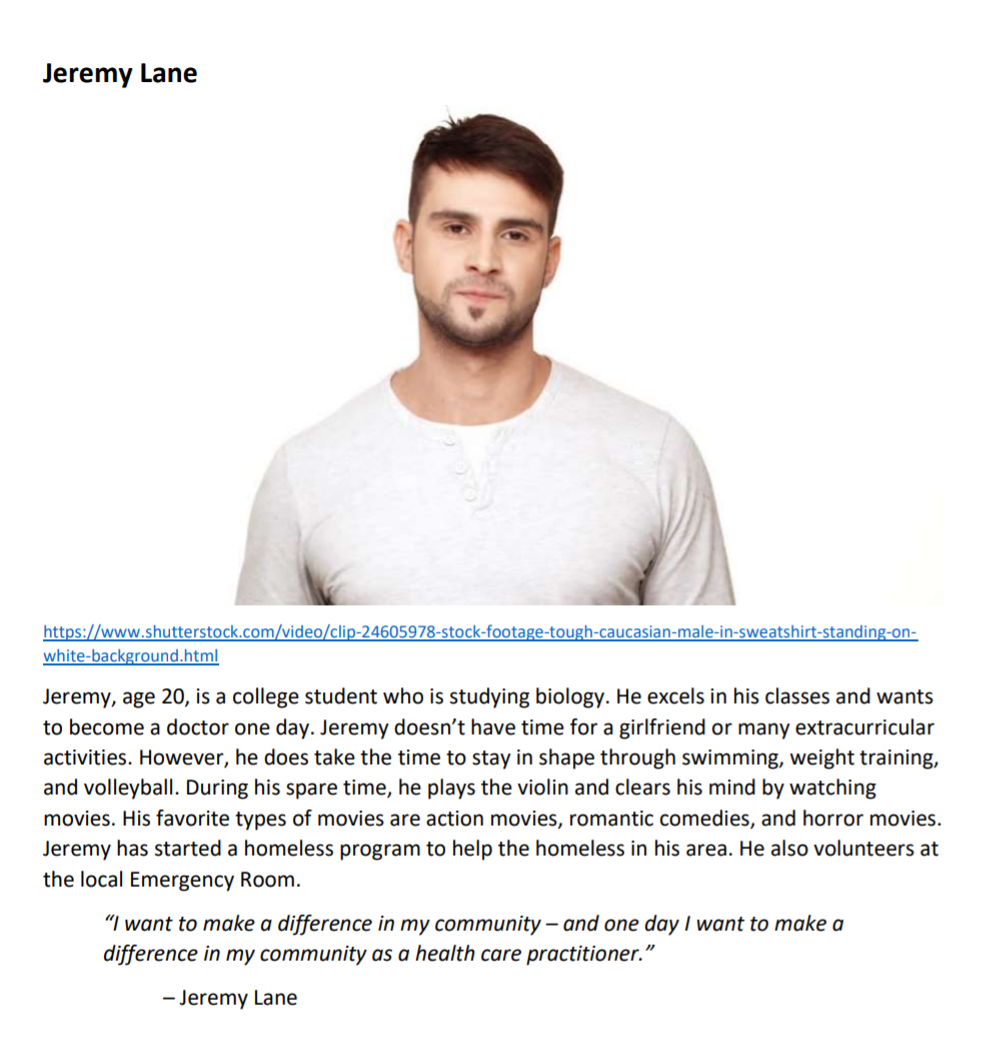 Jeremy Lane
https://www.shutterstock.com/video/clip-24605978-stock-footage-tough-caucasian-male-in-sweatshirt-standing-on-
white-background.html
Jeremy, age 20, is a college student who is studying biology. He excels in his classes and wants
to become a doctor one day. Jeremy doesn’t have time for a girlfriend or many extracurricular
activities. However, he does take the time to stay in shape through swimming, weight training,
and volleyball. During his spare time, he plays the violin and clears his mind by watching
movies. His favorite types of movies are action movies, romantic comedies, and horror movies.
Jeremy has started a homeless program to help the homeless in his area. He also volunteers at
the local Emergency Room.
“I want to make a difference in my community – and one day I want to make a
difference in my community as a health care practitioner.”
– Jeremy Lane